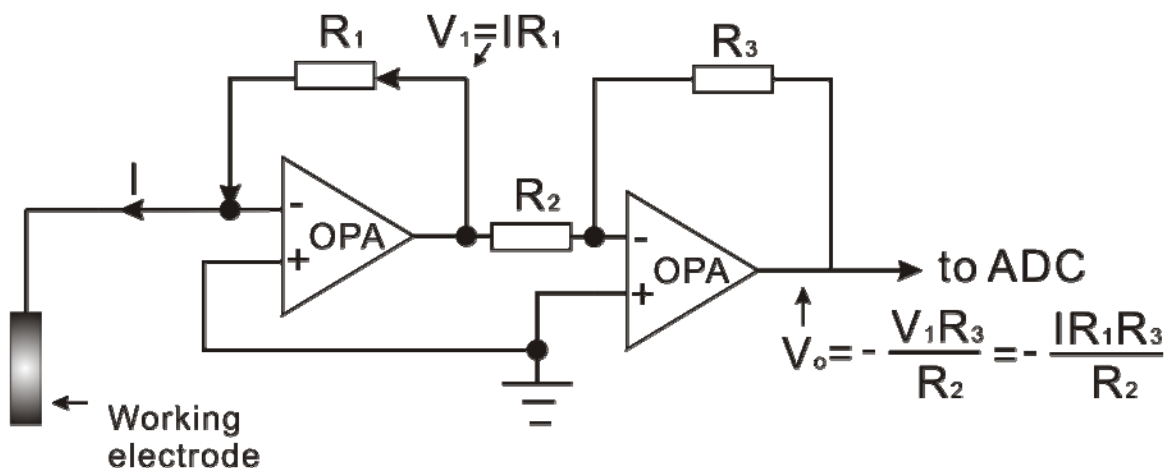 R₁
V₁=IR₁
R₃
I
-
OPA
+
R₂
-
OPA
+
to ADC
Vₒ=- V₁R₃/R₂ =- IR₁R₃/R₂
Working
electrode